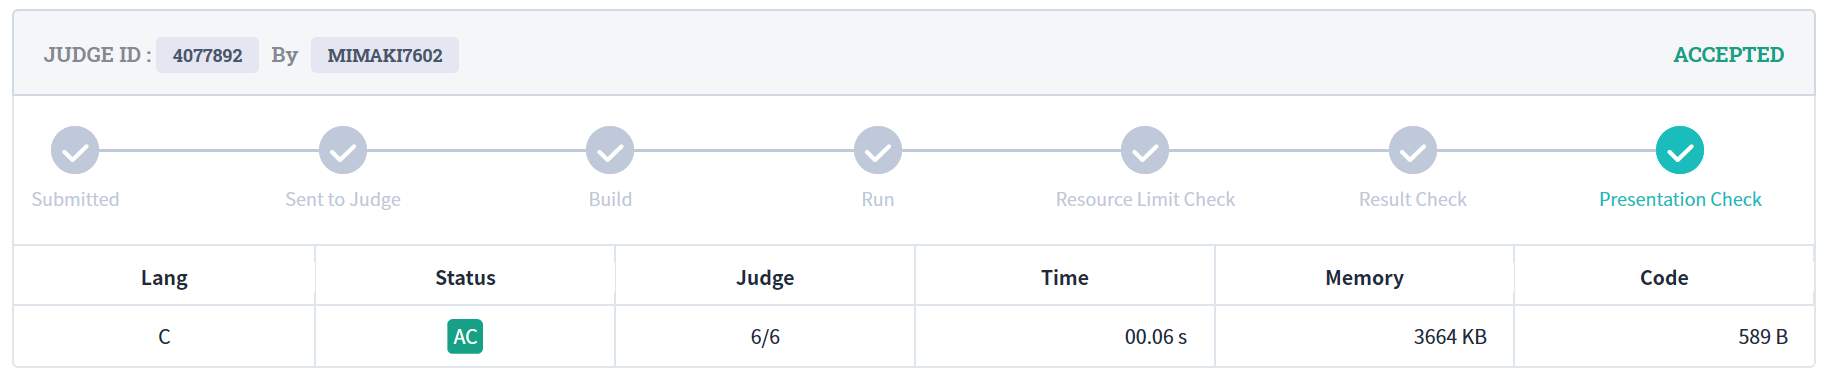 JUDGE ID : 4077892 By MIMAKI7602 ACCEPTED
Submitted Sent to Judge Build Run Resource Limit Check Result Check Presentation Check
Lang Status Judge Time Memory Code
C AC 6/6 00.06 s 3664 KB 589 B